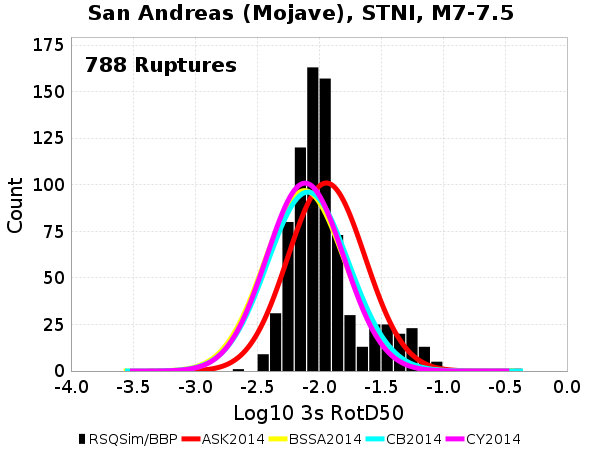 San Andreas (Mojave), STNI, M7-7.5
788 Ruptures
175
150
125
100
75
50
25
0
Count
-4.0 -3.5 -3.0 -2.5 -2.0 -1.5 -1.0 -0.5 0.0
Log10 3s RotD50
RSQSim/BBP ASK2014 BSSA2014 CB2014 CY2014